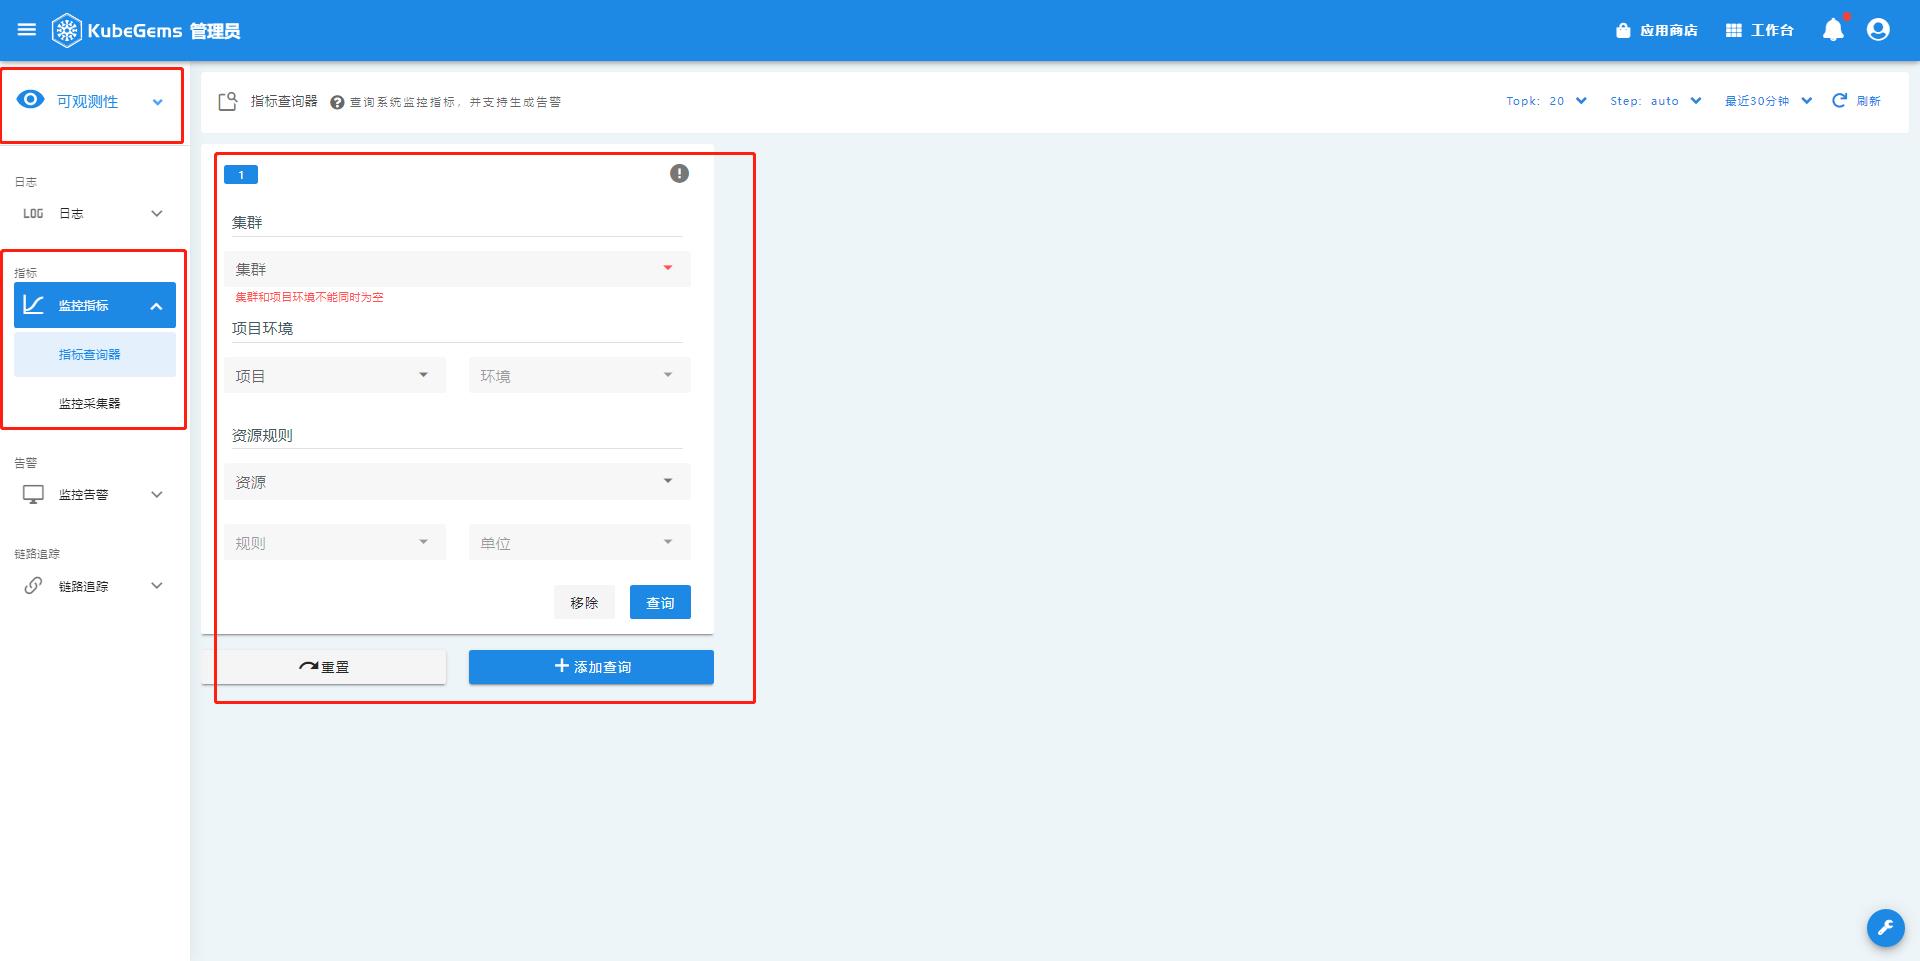 KubeGems 管理员
应用商店
工作台
可观测性
日志
LOG 日志
指标
监控指标
指标查询器
监控采集器
告警
监控告警
链路追踪
链路追踪
指标查询器 ? 查询系统监控指标，并支持生成告警
Topk: 20
Step: auto
最近30分钟
刷新
1
集群
集群
集群和项目环境不能同时为空
项目环境
项目
环境
资源规则
资源
规则
单位
移除
查询
重置
添加查询